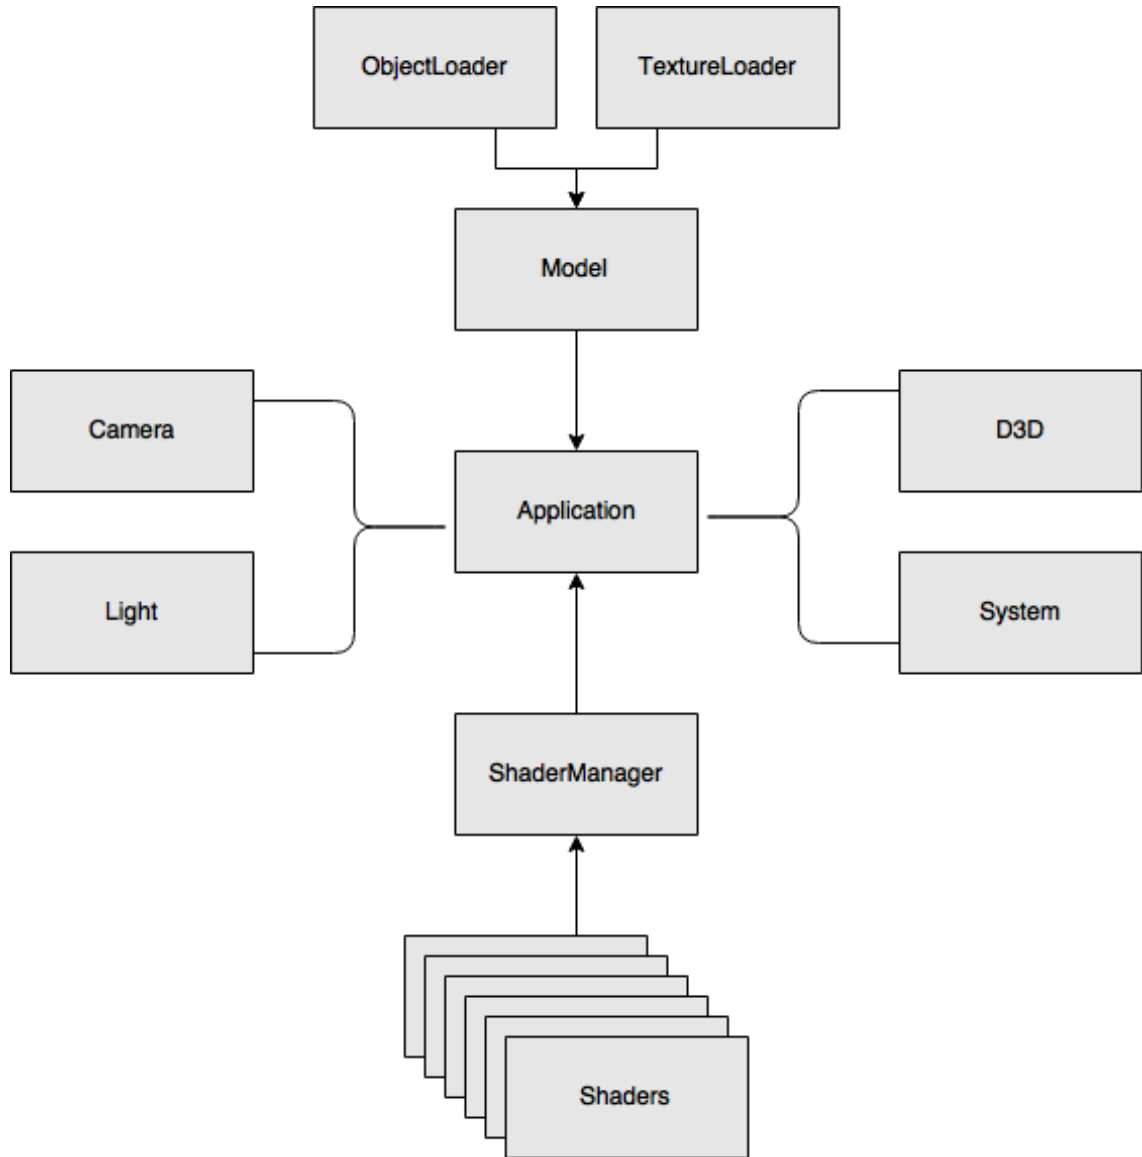 ObjectLoader
TextureLoader
Model
Camera
D3D
Application
Light
System
ShaderManager
Shaders